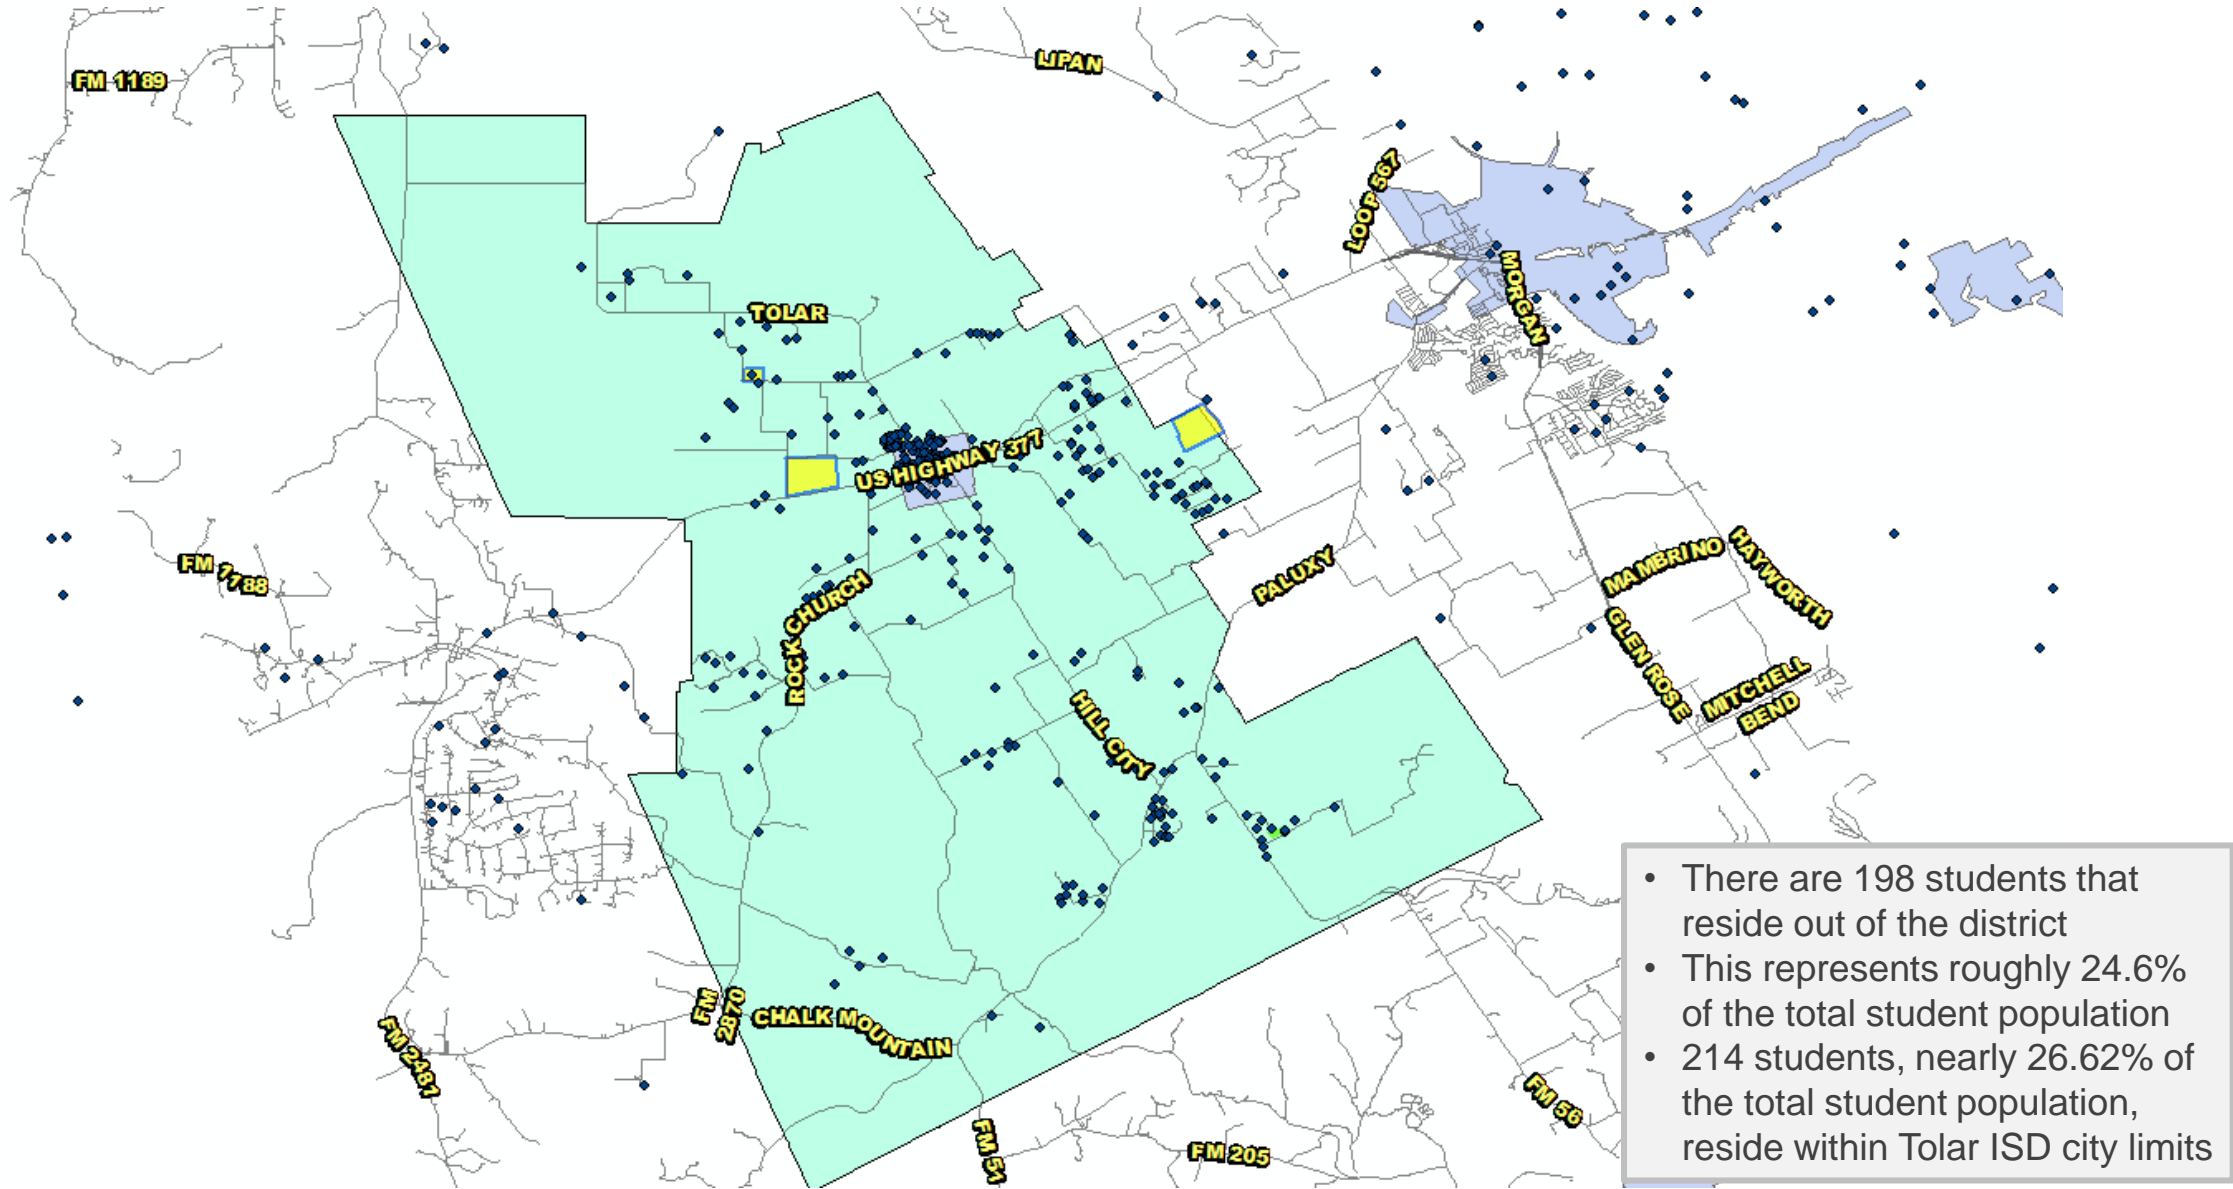 LIPAN
FM 1189
LOOP 567
MORGAN
TOLAR
US HIGHWAY 377
FM 1188
PALUXY
MAMBRINO
HAYWORTH
ROCK CHURCH
GLEN ROSE
MITCHELL
BEND
HILL CITY
• There are 198 students that
reside out of the district
• This represents roughly 24.6%
of the total student population
• 214 students, nearly 26.62% of
the total student population,
reside within Tolar ISD city limits
FM
2870
CHALK MOUNTAIN
FM 2481
FM 56
FM 51
FM 205